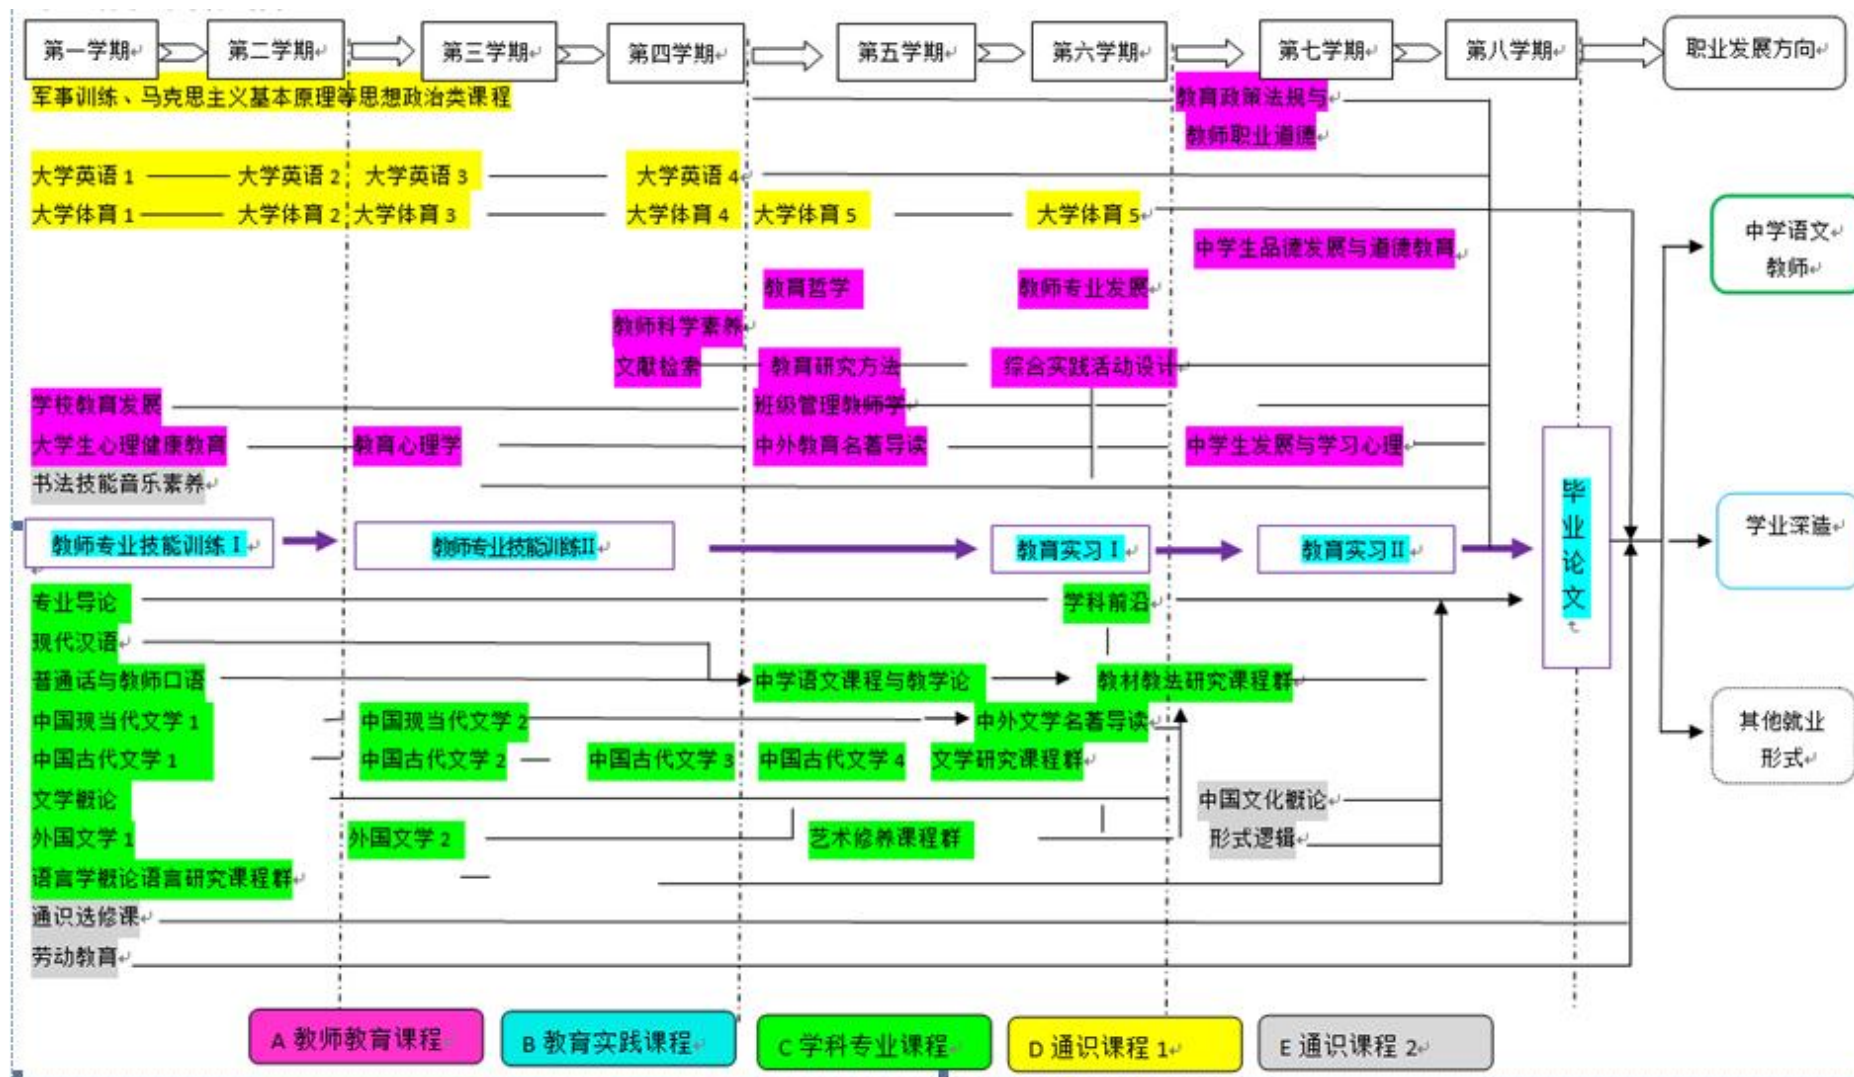 第一学期 第二学期 第三学期 第四学期 第五学期 第六学期 第七学期 第八学期 职业发展方向
军事训练、马克思主义基本原理等思想政治类课程 教育政策法规与
教师职业道德
大学英语 1 大学英语 2 大学英语 3 大学英语 4
大学体育 1 大学体育 2 大学体育 3 大学体育 4 大学体育 5 大学体育 5
中学生品德发展与道德教育
中学语文
教师
教育哲学 教师专业发展
教师科学素养
文献检索 教育研究方法 综合实践活动设计
学校教育发展 班级管理教师学
大学生心理健康教育 教育心理学 中外教育名著导读 中学生发展与学习心理
书法技能音乐素养
毕业论文
学业深造
教师专业技能训练Ⅰ 教师专业技能训练II 教育实习Ⅰ 教育实习Ⅱ
专业导论 学科前沿
现代汉语
普通话与教师口语 中学语文课程与教学论 教材教法研究课程群
中国现当代文学 1 中国现当代文学 2 中外文学名著导读
其他就业
形式
中国古代文学 1 中国古代文学 2 中国古代文学 3 中国古代文学 4 文学研究课程群
文学概论 中国文化概论
外国文学 1 外国文学 2 艺术修养课程群 形式逻辑
语言学概论语言研究课程群
通识选修课
劳动教育
A 教师教育课程 B 教育实践课程 C 学科专业课程 D 通识课程 1 E 通识课程 2